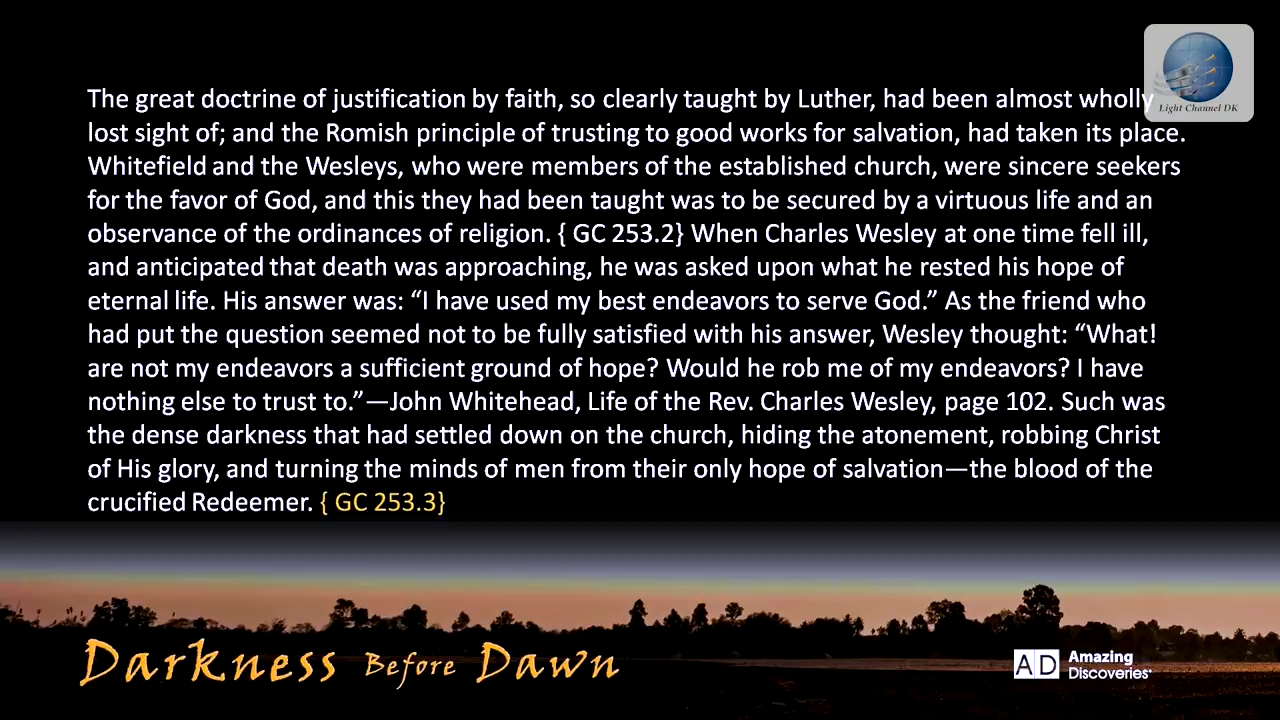 The great doctrine of justification by faith, so clearly taught by Luther, had been almost wholly
lost sight of; and the Romish principle of trusting to good works for salvation, had taken its place.
Whitefield and the Wesleys, who were members of the established church, were sincere seekers
for the favor of God, and this they had been taught was to be secured by a virtuous life and an
observance of the ordinances of religion. { GC 253.2} When Charles Wesley at one time fell ill,
and anticipated that death was approaching, he was asked upon what he rested his hope of
eternal life. His answer was: “I have used my best endeavors to serve God.” As the friend who
had put the question seemed not to be fully satisfied with his answer, Wesley thought: “What!
are not my endeavors a sufficient ground of hope? Would he rob me of my endeavors? I have
nothing else to trust to.”—John Whitehead, Life of the Rev. Charles Wesley, page 102. Such was
the dense darkness that had settled down on the church, hiding the atonement, robbing Christ
of His glory, and turning the minds of men from their only hope of salvation—the blood of the
crucified Redeemer. { GC 253.3}
Light Channel DK
Darkness Before Dawn
AD Amazing
Discoveries